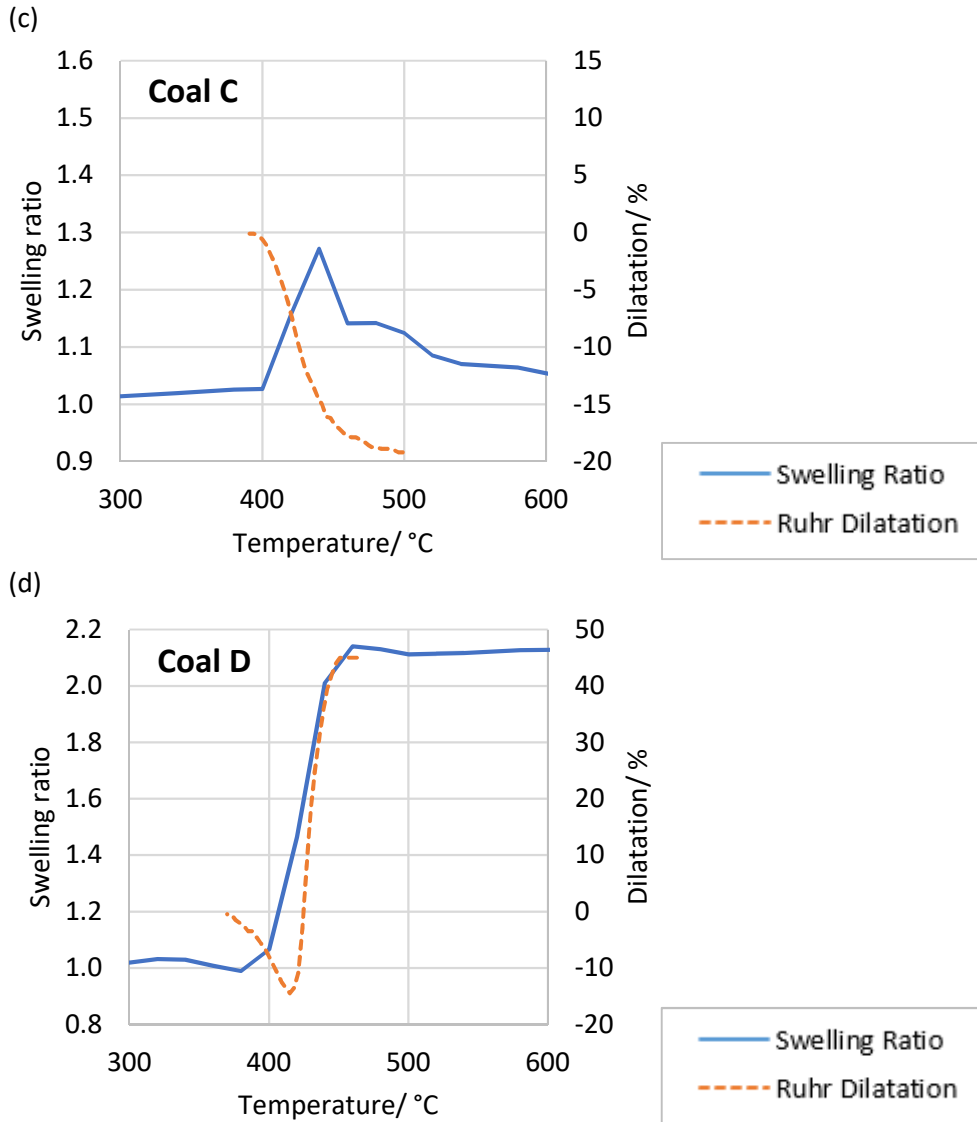 (c)
Coal C
Swelling ratio
1.6
1.5
1.4
1.3
1.2
1.1
1.0
0.9
15
10
5
0
-5
-10
-15
-20
Dilatation/ %
300 400 500 600
Temperature/ °C
Swelling Ratio
Ruhr Dilatation
(d)
Coal D
Swelling ratio
2.2
2.0
1.8
1.6
1.4
1.2
1.0
0.8
50
40
30
20
10
0
-10
-20
Dilatation/ %
300 400 500 600
Temperature/ °C
Swelling Ratio
Ruhr Dilatation